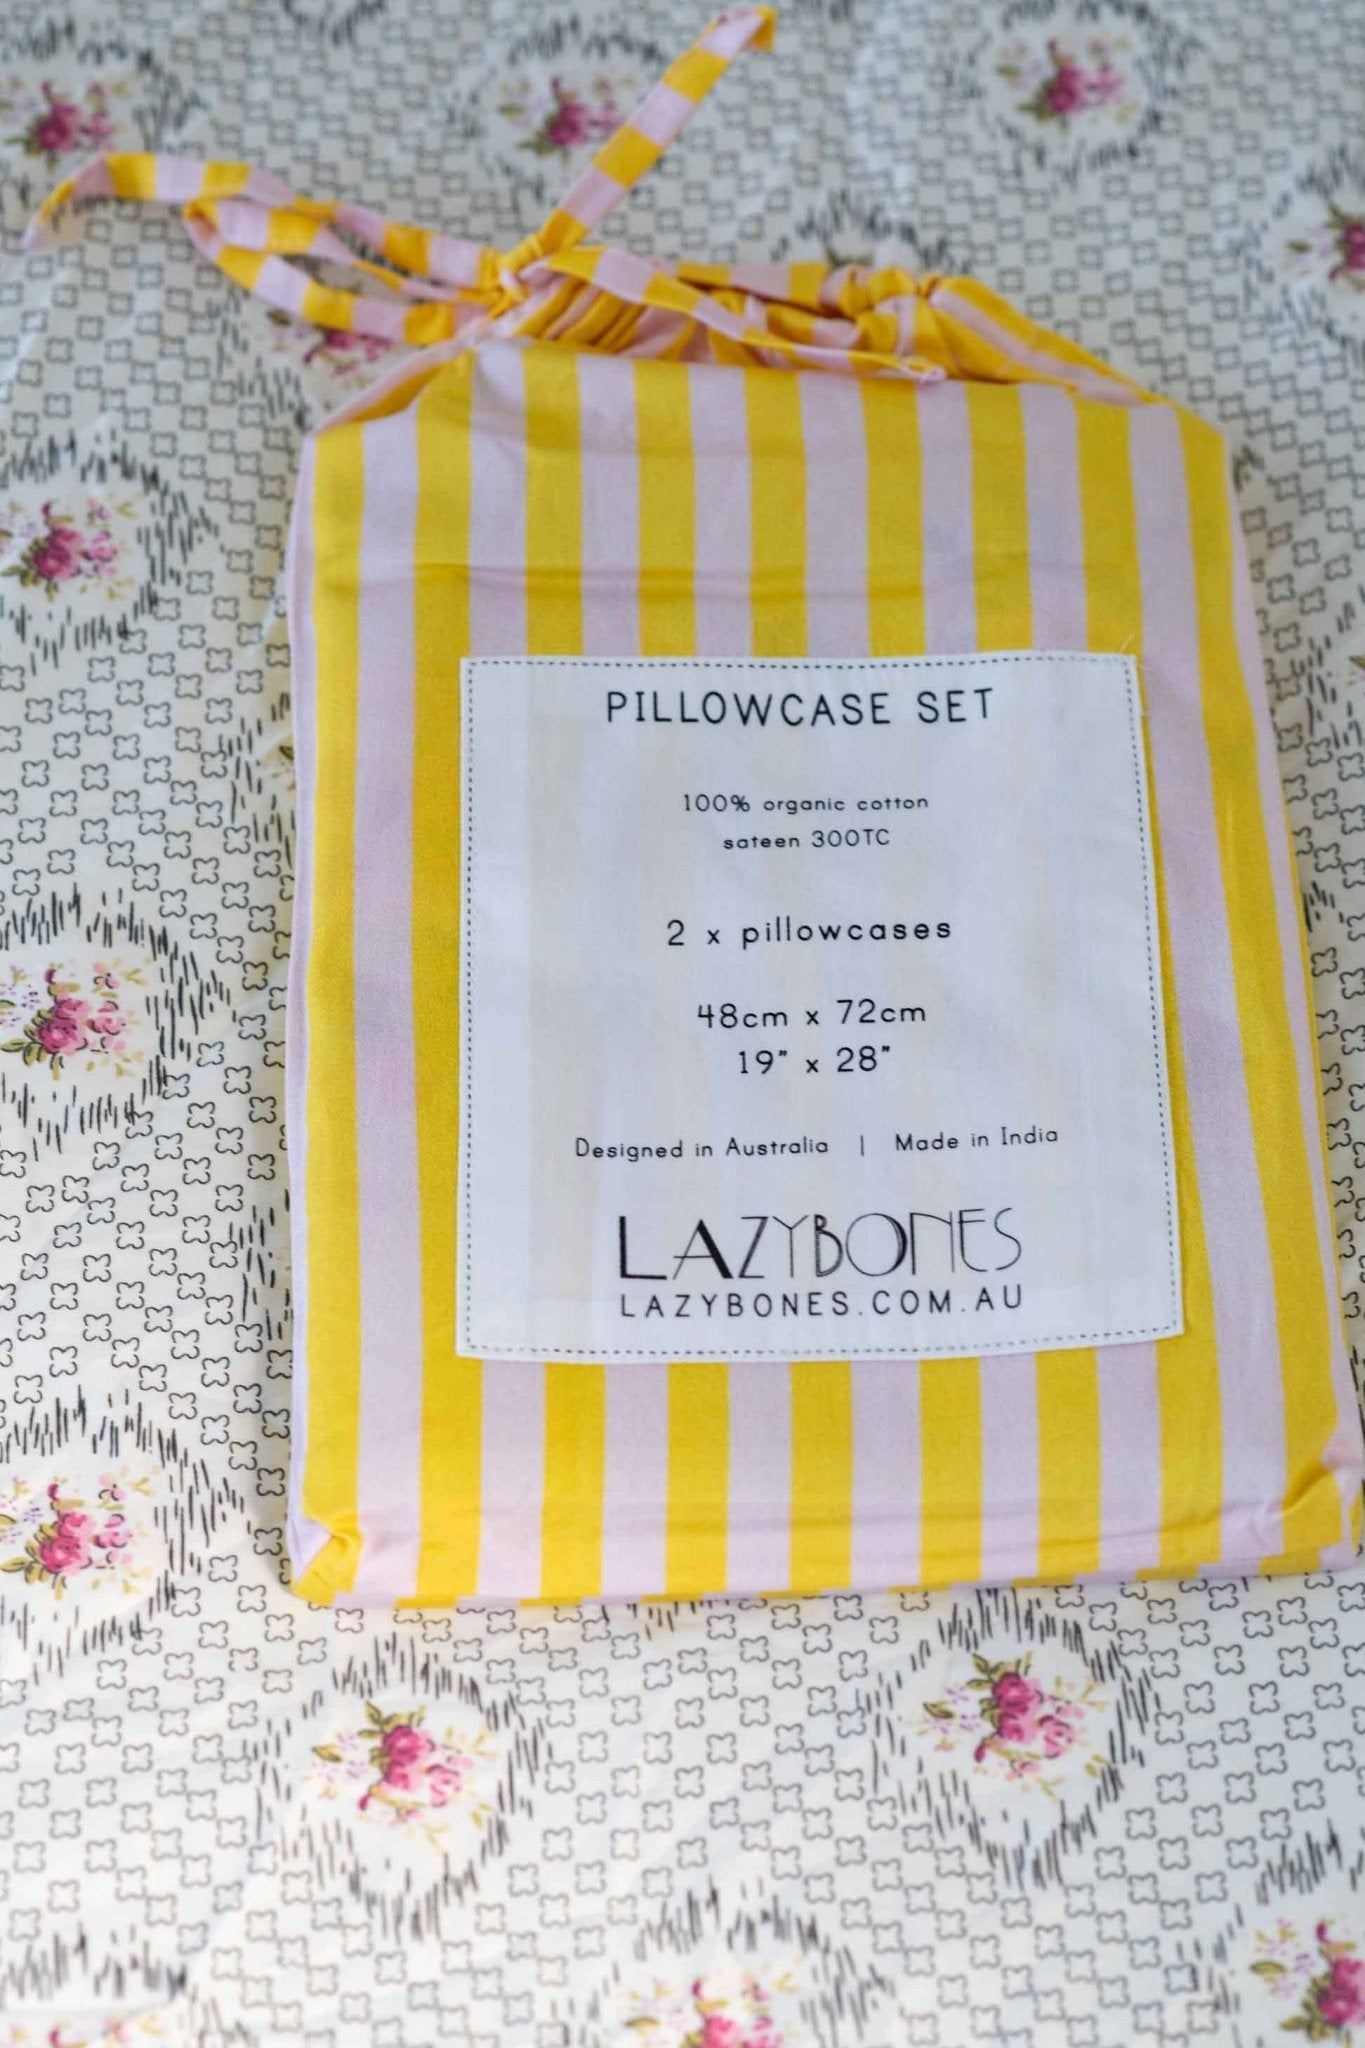 PILLOWCASE SET
100% organic cotton
sateen 300TC
2 x pillowcases
48cm x 72cm
19" x 28"
Designed in Australia | Made in India
LAZYBONES
LAZYBONES.COM.AU